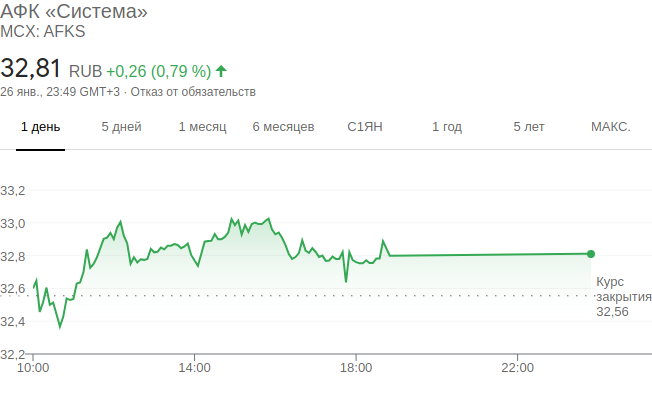 АФК «Система»
MCX: AFKS
32,81 RUB +0,26 (0,79 %)
26 янв., 23:49 GMT+3 · Отказ от обязательств
1 день 5 дней 1 месяц 6 месяцев С1ЯН 1 год 5 лет МАКС.
33,2
33,0
32,8
32,6
32,4
32,2
Курс
закрытия
32,56
10:00 14:00 18:00 22:00